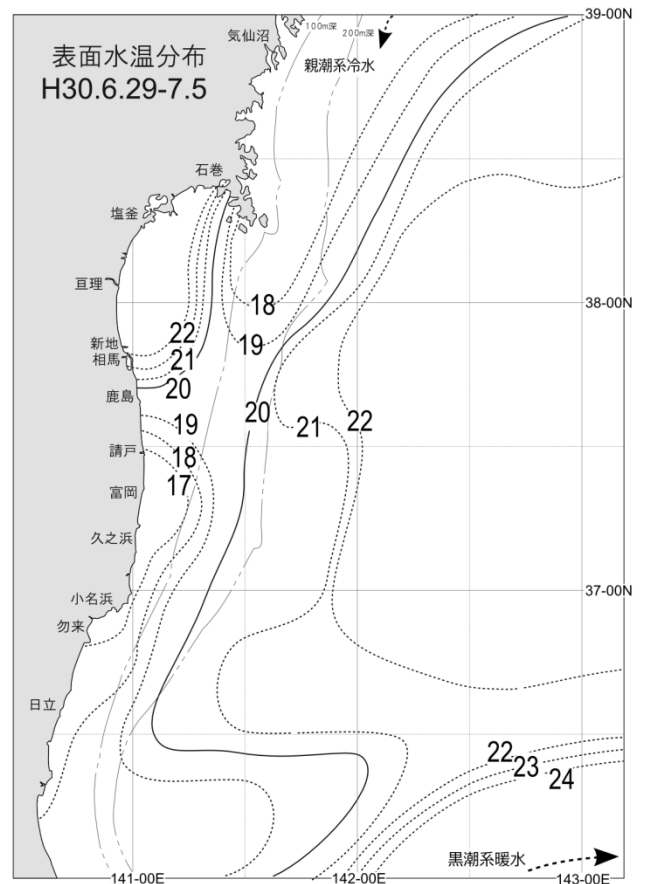 表面水温分布
H30.6.29-7.5
気仙沼
100m深
200m深
39-00N
親潮系冷水
石巻
塩釜
亘理
38-00N
18
19
22
21
20
新地
相馬
鹿島
19
20
21
22
請戸
18
17
富岡
久之浜
37-00N
小名浜
勿来
日立
22
23
24
黒潮系暖水
141-00E
142-00E
143-00E